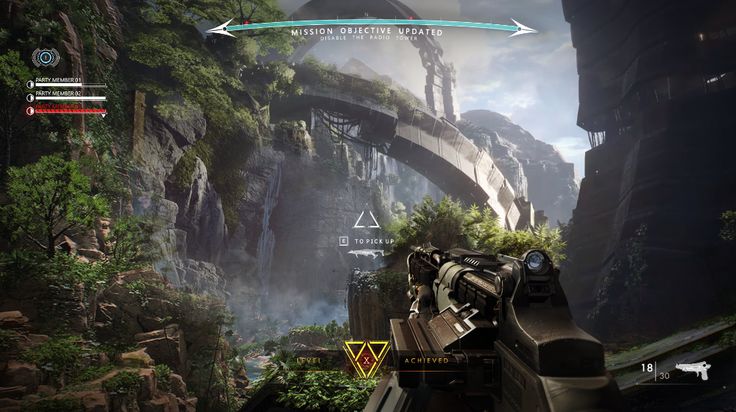 N
MISSION OBJECTIVE UPDATED
DISABLE THE RADIO TOWER
1
PARTY MEMBER 01
PARTY MEMBER 02
E TO PICK UP
LEVEL X ACHIEVED
18 30